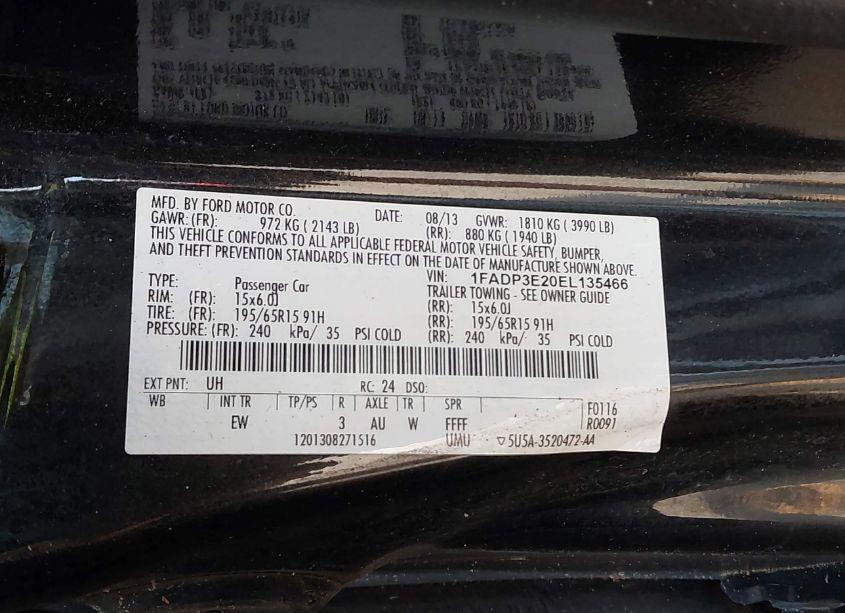 MFD. BY FORD MOTOR CO. DATE: 08/13 GVWR: 1810 KG ( 3990 LB)
GAWR: (FR): 972 KG ( 2143 LB) (RR): 880 KG ( 1940 LB)
THIS VEHICLE CONFORMS TO ALL APPLICABLE FEDERAL MOTOR VEHICLE SAFETY, BUMPER,
AND THEFT PREVENTION STANDARDS IN EFFECT ON THE DATE OF MANUFACTURE SHOWN ABOVE.
VIN: 1FADP3E20EL135466
TYPE: Passenger Car TRAILER TOWING - SEE OWNER GUIDE
RIM: (FR) 15x6.0J (RR): 15x6.0J
TIRE: (FR) 195/65R15 91H (RR): 195/65R15 91H
PRESSURE: (FR) 240 kPa/ 35 PSI COLD (RR): 240 kPa/ 35 PSI COLD
EXT PNT: UH RC: 24 DSO:
WB INT TR TP/PS R AXLE TR SPR F0116
EW 3 AU W FFFF R0091
1201308271516 UMU ▽ 5U5A-3520472-AA